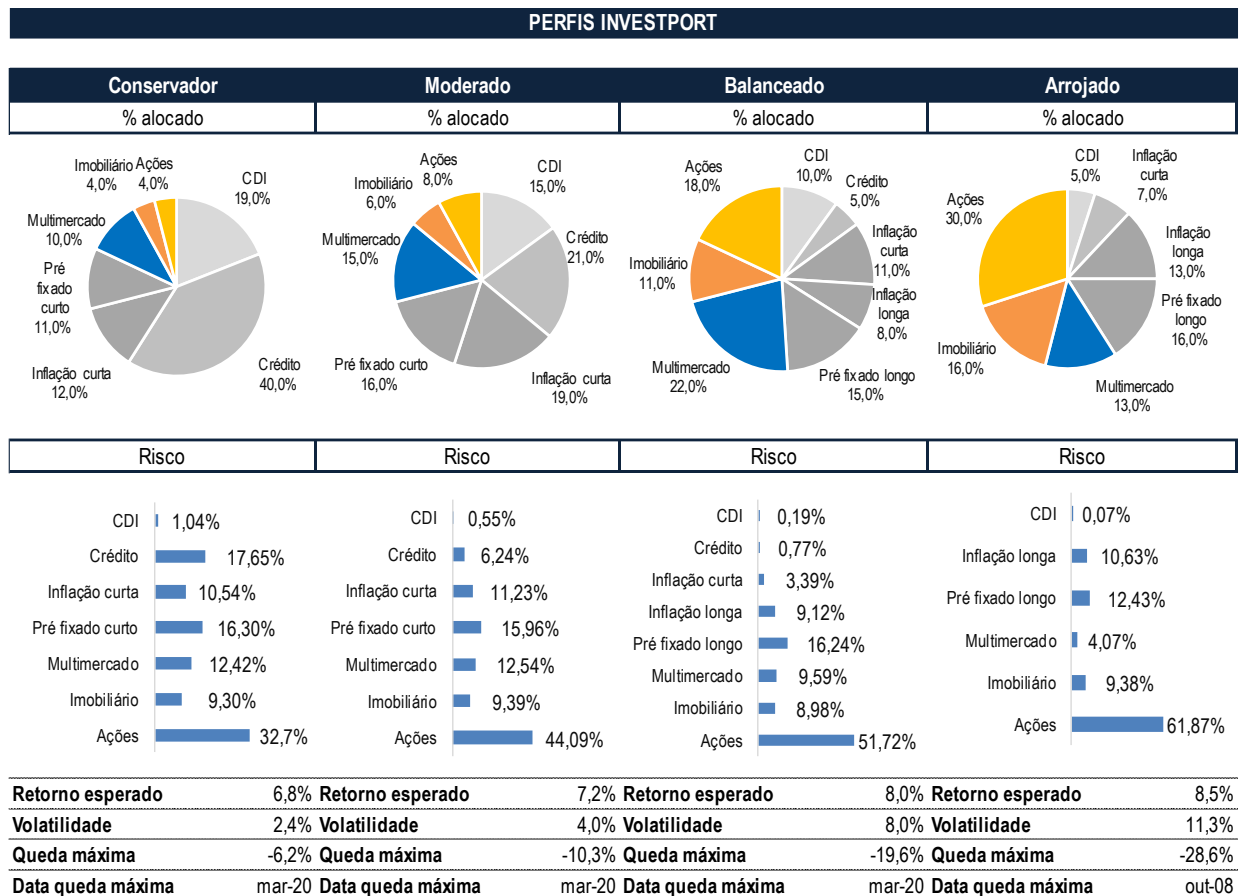 PERFIS INVESTPORT
Conservador
Moderado
Balanceado
Arrojado
% alocado
% alocado
% alocado
% alocado
Imobiliário
4,0%
Ações
4,0%
CDI
19,0%
Multimercado
10,0%
Pré
fixado
curto
11,0%
Inflação curta
12,0%
Crédito
40,0%
Ações
8,0%
CDI
15,0%
Imobiliário
6,0%
Multimercado
15,0%
Crédito
21,0%
Pré fixado curto
16,0%
Inflação curta
19,0%
Ações
18,0%
CDI
10,0%
Crédito
5,0%
Inflação
curta
11,0%
Imobiliário
11,0%
Inflação
longa
8,0%
Multimercado
22,0%
Pré fixado longo
15,0%
CDI
5,0%
Inflação
curta
7,0%
Ações
30,0%
Inflação
longa
13,0%
Pré fixado
longo
16,0%
Imobiliário
16,0%
Multimercado
13,0%
Risco
Risco
Risco
Risco
CDI 1,04%
Crédito 17,65%
Inflação curta 10,54%
Pré fixado curto 16,30%
Multimercado 12,42%
Imobiliário 9,30%
Ações 32,7%
CDI 0,55%
Crédito 6,24%
Inflação curta 11,23%
Pré fixado curto 15,96%
Multimercado 12,54%
Imobiliário 9,39%
Ações 44,09%
CDI 0,19%
Crédito 0,77%
Inflação curta 3,39%
Inflação longa 9,12%
Pré fixado longo 16,24%
Multimercado 9,59%
Imobiliário 8,98%
Ações 51,72%
CDI 0,07%
Inflação longa 10,63%
Pré fixado longo 12,43%
Multimercado 4,07%
Imobiliário 9,38%
Ações 61,87%
Retorno esperado 6,8% Retorno esperado 7,2% Retorno esperado 8,0% Retorno esperado 8,5%
Volatilidade 2,4% Volatilidade 4,0% Volatilidade 8,0% Volatilidade 11,3%
Queda máxima -6,2% Queda máxima -10,3% Queda máxima -19,6% Queda máxima -28,6%
Data queda máxima mar-20 Data queda máxima mar-20 Data queda máxima mar-20 Data queda máxima out-08